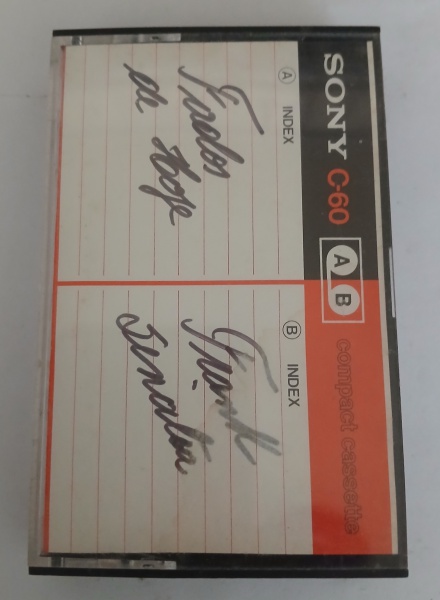 SONY C-60 A B compact cassette
A INDEX
Fados
de Hoje
B INDEX
Frank
Sinatra